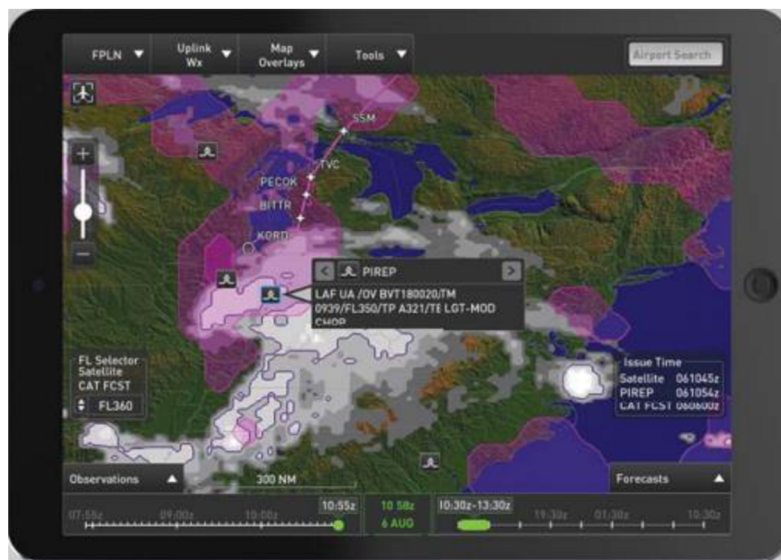 FPLN
Uplink
Wx
Map
Overlays
Tools
Airport Search
SSM
TVC
PECOK
BITTR
KORD
PIREP
LAF UA /OV BVT180020/TM
0939/FL350/TP A321/TB LGT-MOD
CHOP
FL Selector
Satellite
CAT FCST
FL360
Issue Time
Satellite 061045z
PIREP 061054z
CAT FCST 060600z
Observations
300 NM
Forecasts
07:55z
09:00z
10:00z
10:55z
10 58z
6 AUG
10:30z-13:30z
19:30z
01:30z
10:30z